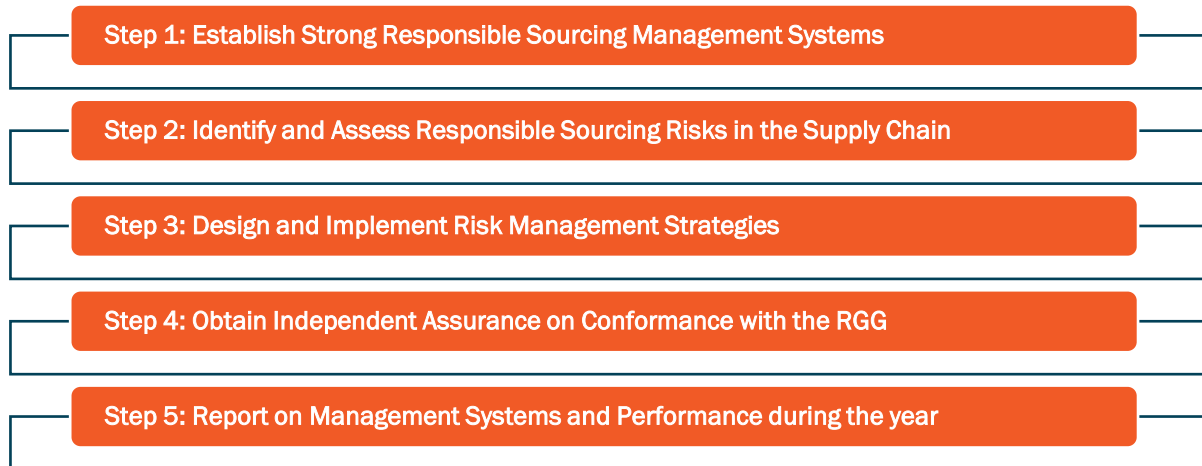 Step 1: Establish Strong Responsible Sourcing Management Systems
Step 2: Identify and Assess Responsible Sourcing Risks in the Supply Chain
Step 3: Design and Implement Risk Management Strategies
Step 4: Obtain Independent Assurance on Conformance with the RGG
Step 5: Report on Management Systems and Performance during the year